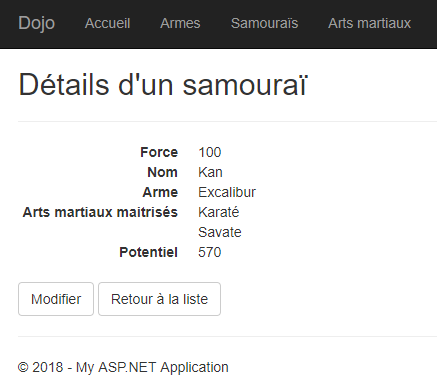 Dojo Accueil Armes Samouraïs Arts martiaux
Détails d'un samouraï
Force 100
Nom Kan
Arme Excalibur
Arts martiaux maitrisés Karaté
Savate
Potentiel 570
Modifier Retour à la liste
© 2018 - My ASP.NET Application